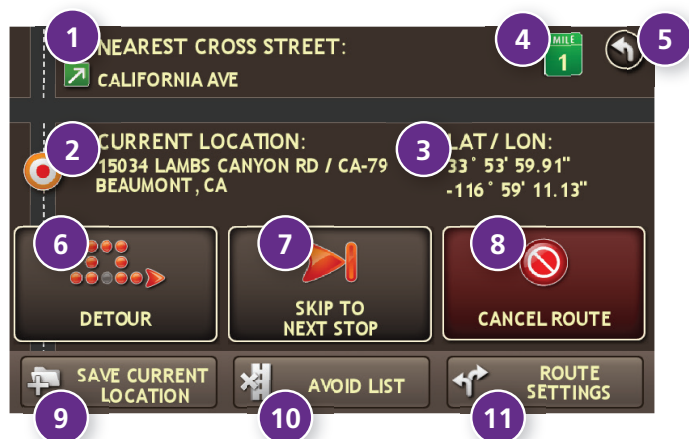 1
NEAREST CROSS STREET:
CALIFORNIA AVE
4
MILE
1
5
2
CURRENT LOCATION:
15034 LAMBS CANYON RD / CA-79
BEAUMONT, CA
3
LAT / LON:
33° 53' 59.91"
-116° 59' 11.13"
6
DETOUR
7
SKIP TO
NEXT STOP
8
CANCEL ROUTE
9
SAVE CURRENT
LOCATION
10
AVOID LIST
11
ROUTE
SETTINGS